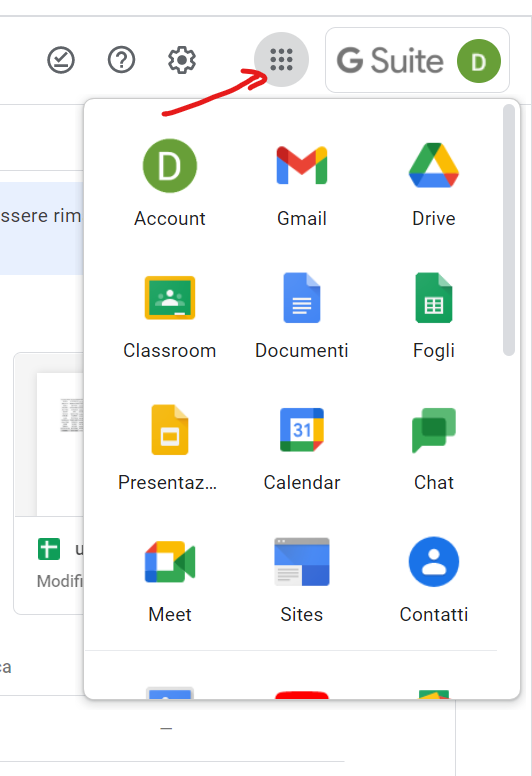 G Suite
D
D
Account
Gmail
Drive
ssere rim
Classroom
Documenti
Fogli
31
Presentaz...
Calendar
Chat
u
Modifi
Meet
Sites
Contatti
ca
—